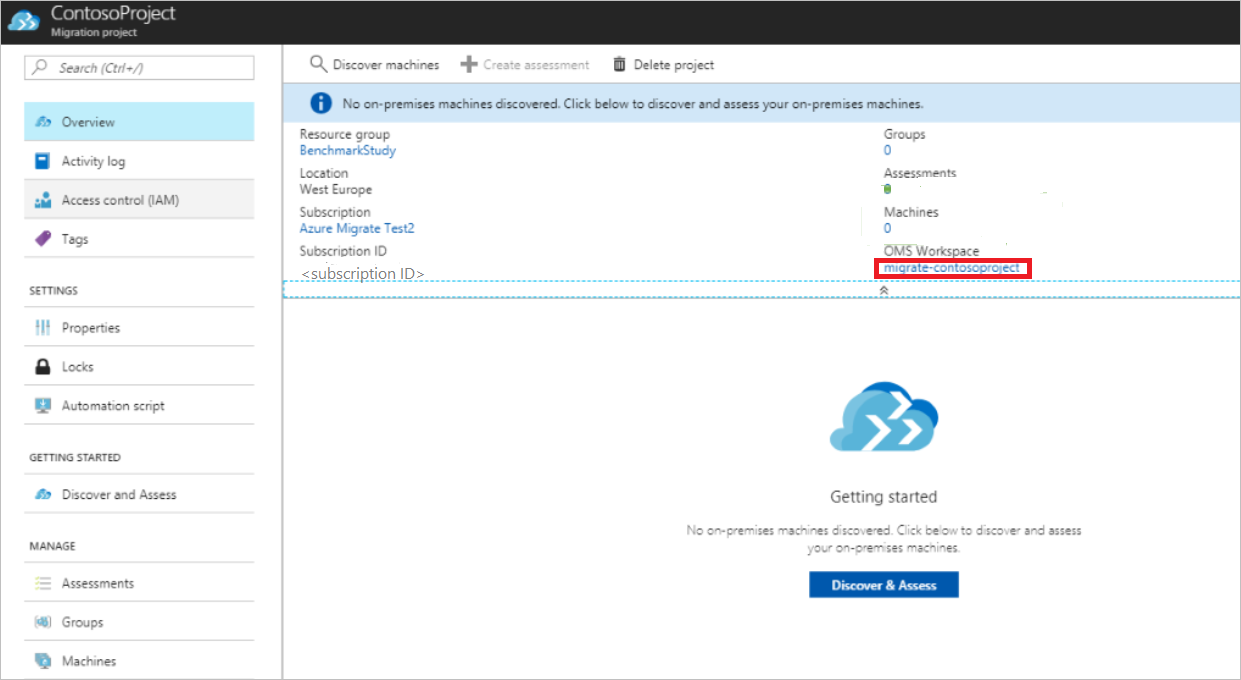 ContosoProject
Migration project
Search (Ctrl+/)
Overview
Activity log
Access control (IAM)
Tags
SETTINGS
Properties
Locks
Automation script
GETTING STARTED
Discover and Assess
MANAGE
Assessments
Groups
Machines
Discover machines
Create assessment
Delete project
No on-premises machines discovered. Click below to discover and assess your on-premises machines.
Resource group
BenchmarkStudy
Location
West Europe
Subscription
Azure Migrate Test2
Subscription ID
<subscription ID>
Groups
0
Assessments
0
Machines
0
OMS Workspace
migrate-contosoproject
Getting started
No on-premises machines discovered. Click below to discover and assess
your on-premises machines.
Discover & Assess